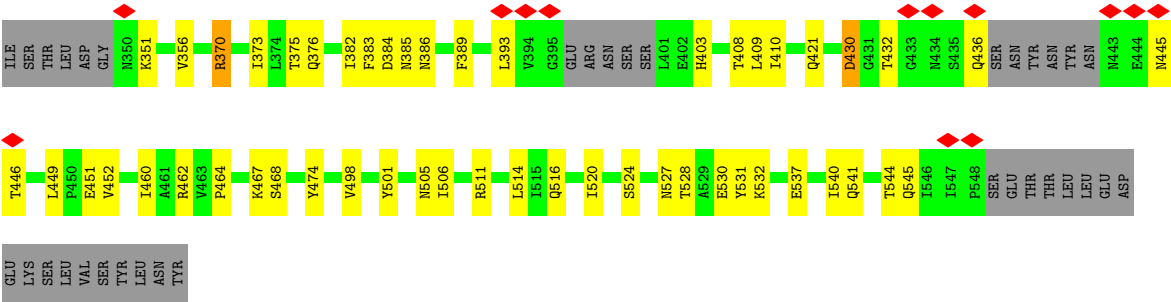 ILE SER THR LEU ASP GLY N350 K351 V356 R370 I373 L374 T375 Q376 I382 F383 D384 N385 N386 F389 L393 V394 G395 GLU ARG ASN SER SER L401 E402 H403 T408 L409 I410 Q421 D430 G431 T432 G433 N434 S435 Q436 SER ASN TYR ASN TYR ASN N443 E444 N445
T446 L449 P450 E451 V452 I460 A461 R462 V463 P464 K467 S468 Y474 V498 Y501 N505 I506 R511 L514 I515 Q516 I520 S524 N527 T528 A529 E530 Y531 K532 E537 I540 Q541 T544 Q545 I546 I547 P548 SER GLU THR THR LEU LEU GLU ASP
GLU LYS SER LEU VAL SER TYR LEU ASN TYR